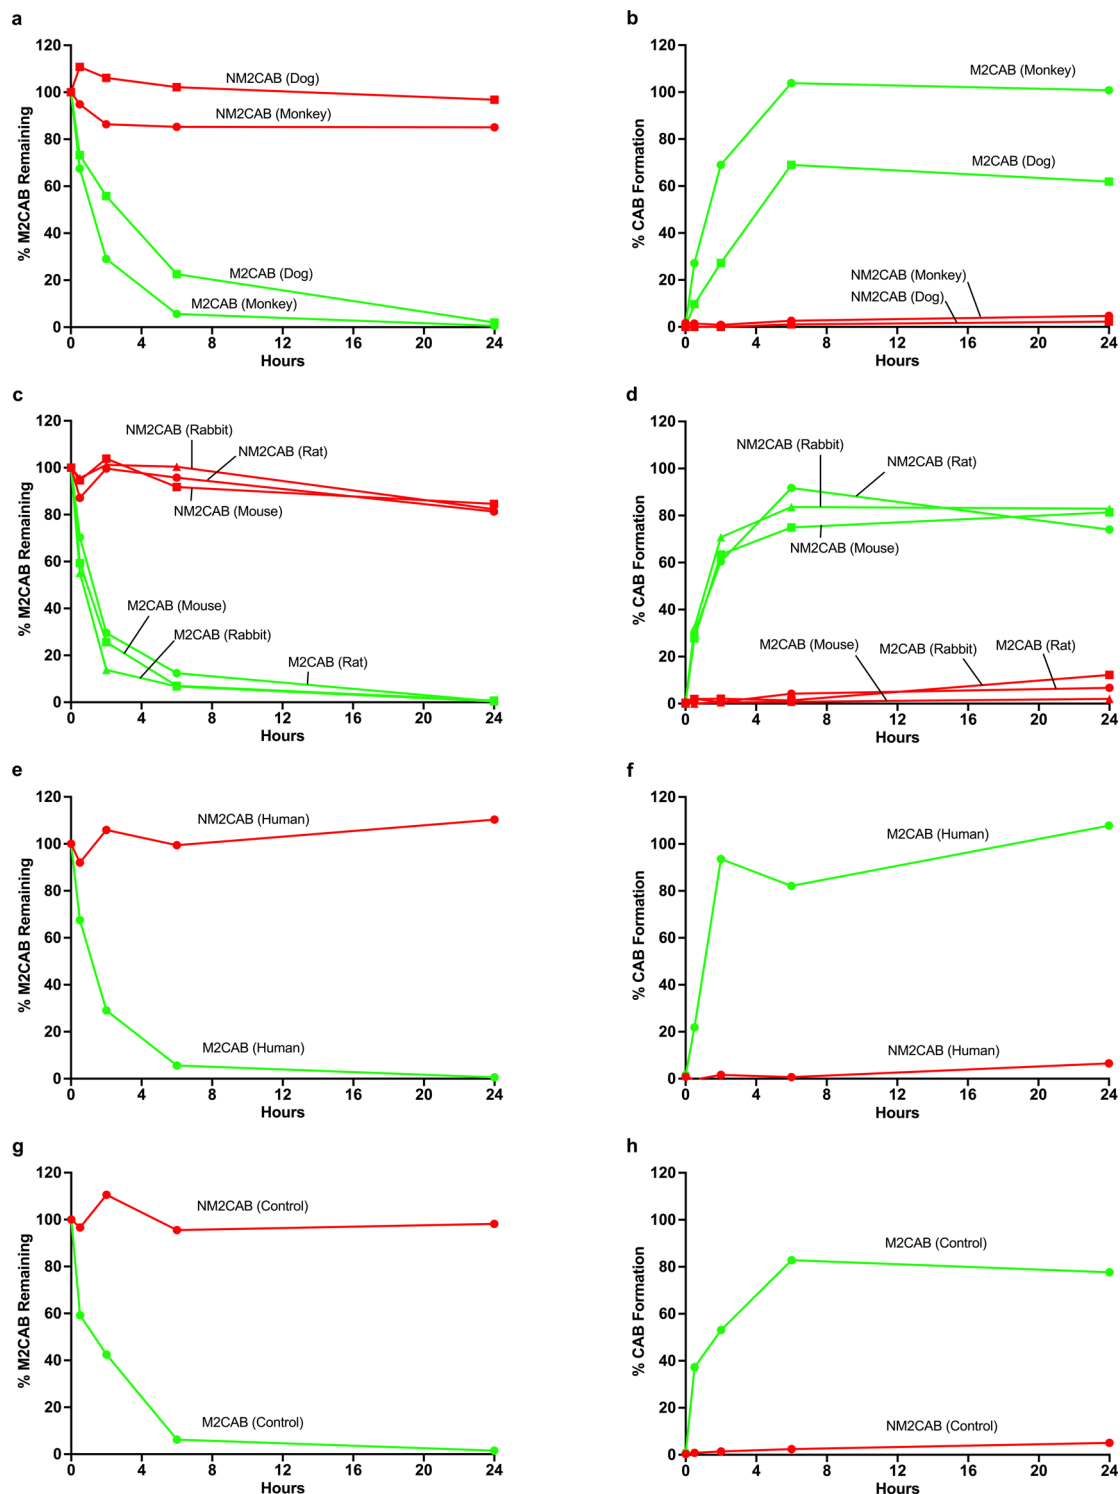 a
120
100
80
60
40
20
0
% M2CAB Remaining
NM2CAB (Dog)
NM2CAB (Monkey)
M2CAB (Dog)
M2CAB (Monkey)
0 4 8 12 16 20 24
Hours
b
120
100
80
60
40
20
0
% CAB Formation
M2CAB (Monkey)
M2CAB (Dog)
NM2CAB (Monkey)
NM2CAB (Dog)
0 4 8 12 16 20 24
Hours
c
120
100
80
60
40
20
0
% M2CAB Remaining
NM2CAB (Rabbit)
NM2CAB (Rat)
NM2CAB (Mouse)
M2CAB (Mouse)
M2CAB (Rabbit)
M2CAB (Rat)
0 4 8 12 16 20 24
Hours
d
120
100
80
60
40
20
0
% CAB Formation
NM2CAB (Rabbit)
NM2CAB (Rat)
NM2CAB (Mouse)
M2CAB (Mouse)
M2CAB (Rabbit)
M2CAB (Rat)
0 4 8 12 16 20 24
Hours
e
120
100
80
60
40
20
0
% M2CAB Remaining
NM2CAB (Human)
M2CAB (Human)
0 4 8 12 16 20 24
Hours
f
120
100
80
60
40
20
0
% CAB Formation
M2CAB (Human)
NM2CAB (Human)
0 4 8 12 16 20 24
Hours
g
120
100
80
60
40
20
0
% M2CAB Remaining
NM2CAB (Control)
M2CAB (Control)
0 4 8 12 16 20 24
Hours
h
120
100
80
60
40
20
0
% CAB Formation
M2CAB (Control)
NM2CAB (Control)
0 4 8 12 16 20 24
Hours